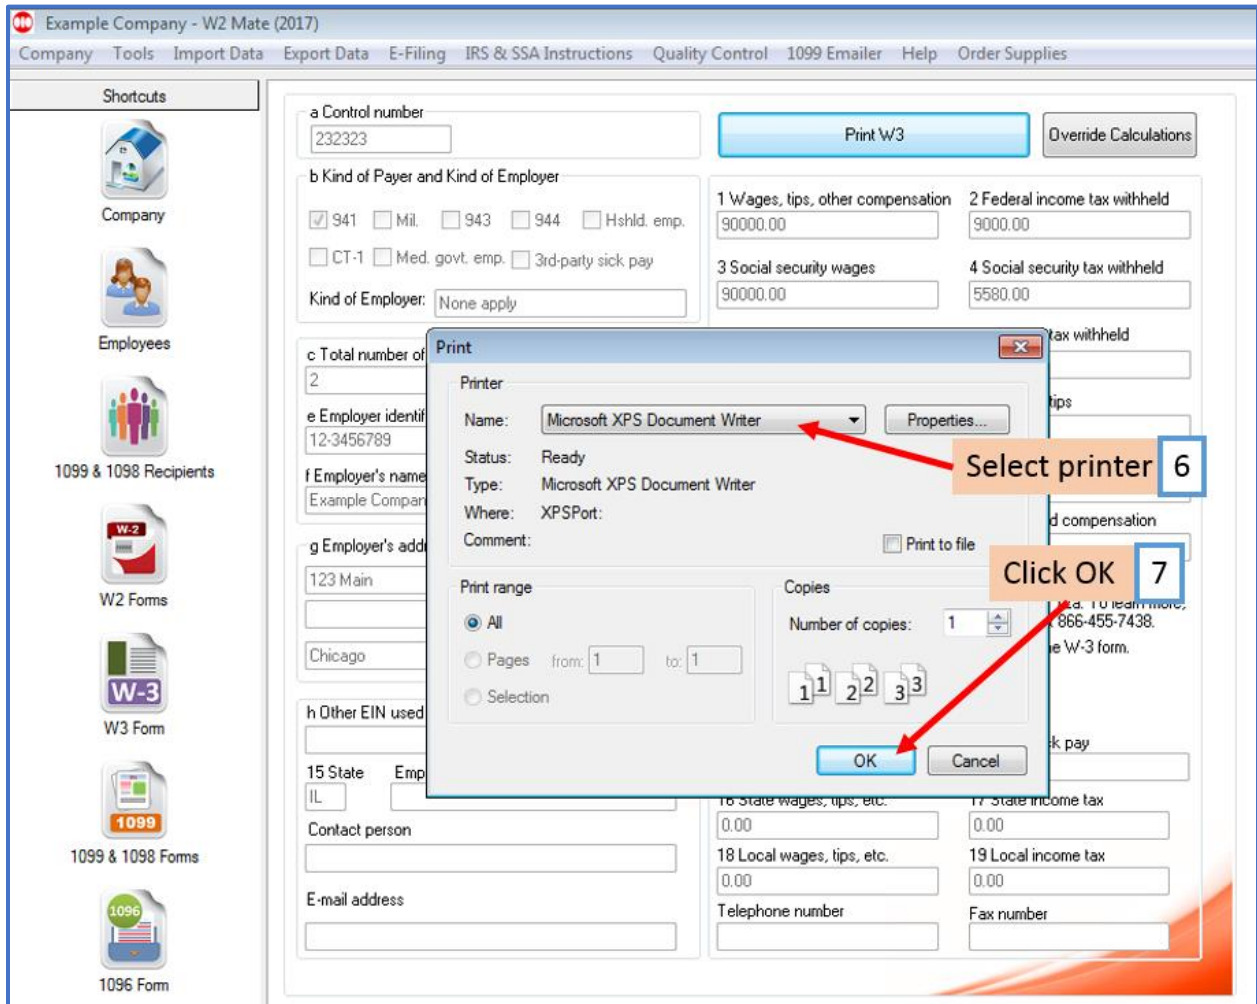 Example Company - W2 Mate (2017)
Company Tools Import Data Export Data E-Filing IRS & SSA Instructions Quality Control 1099 Emailer Help Order Supplies
Shortcuts
Company
Employees
1099 & 1098 Recipients
W-2
W2 Forms
W-3
W3 Form
1099
1099 & 1098 Forms
1096
1096 Form
a Control number
232323
Print W3
Override Calculations
b Kind of Payer and Kind of Employer
941 Mil. 943 944 Hshld. emp.
CT-1 Med. govt. emp. 3rd-party sick pay
Kind of Employer: None apply
1 Wages, tips, other compensation
90000.00
2 Federal income tax withheld
9000.00
3 Social security wages
90000.00
4 Social security tax withheld
5580.00
c Total number of
2
e Employer identif
12-3456789
f Employer's name
Example Compan
g Employer's addr
123 Main
Chicago
h Other EIN used
15 State Emp
IL
Contact person
E-mail address
tax withheld
tips
d compensation
To learn more,
866-455-7438.
e W-3 form.
k pay
16 State wages, tips, etc.
0.00
17 State income tax
0.00
18 Local wages, tips, etc.
0.00
19 Local income tax
0.00
Telephone number
Fax number
Print
Printer
Name: Microsoft XPS Document Writer Properties...
Status: Ready
Type: Microsoft XPS Document Writer
Where: XPSPort:
Comment:
Print to file
Print range
All
Pages from: 1 to: 1
Selection
Copies
Number of copies: 1
1 1 2 2 3 3
OK Cancel
Select printer 6
Click OK 7